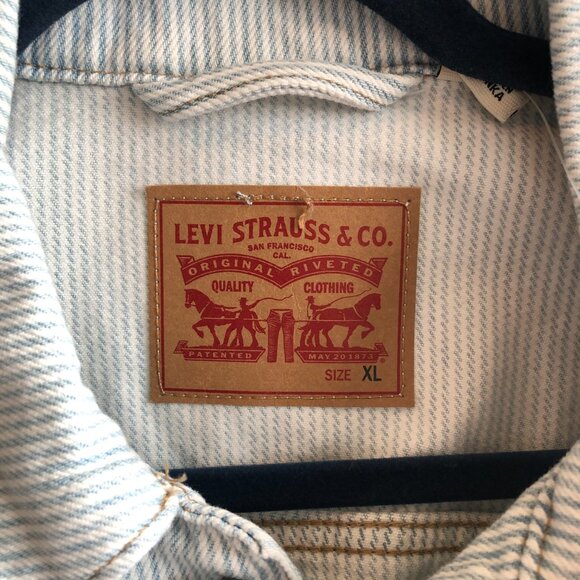 LEVI STRAUSS & CO.
SAN FRANCISCO
CAL.
ORIGINAL RIVETED
QUALITY CLOTHING
PATENTED MAY 20 1873
SIZE XL